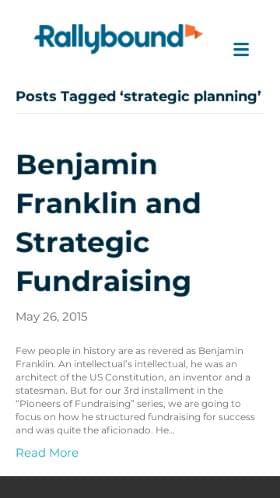 Rallybound
Posts Tagged ‘strategic planning’
Benjamin
Franklin and
Strategic
Fundraising
May 26, 2015
Few people in history are as revered as Benjamin
Franklin. An intellectual’s intellectual, he was an
architect of the US Constitution, an inventor and a
statesman. But for our 3rd installment in the
“Pioneers of Fundraising” series, we are going to
focus on how he structured fundraising for success
and was quite the aficionado. He...
Read More